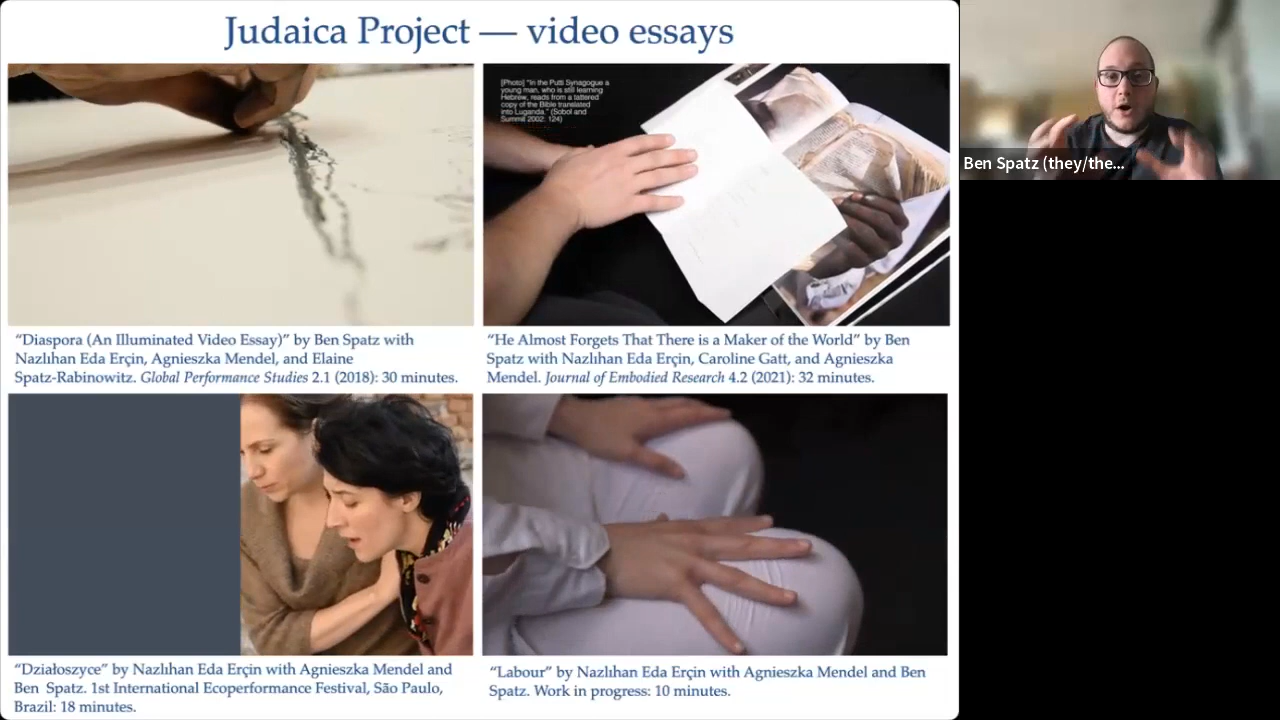 Judaica Project — video essays
[Photo] "In the Putti Synagogue a
young man, who is still learning
Hebrew, reads from a tattered
copy of the Bible translated
into Luganda." (Sobol and
Summit 2002: 124)
Ben Spatz (they/the...
“Diaspora (An Illuminated Video Essay)” by Ben Spatz with
Nazlıhan Eda Erçin, Agnieszka Mendel, and Elaine
Spatz-Rabinowitz. Global Performance Studies 2.1 (2018): 30 minutes.
“He Almost Forgets That There is a Maker of the World” by Ben
Spatz with Nazlıhan Eda Erçin, Caroline Gatt, and Agnieszka
Mendel. Journal of Embodied Research 4.2 (2021): 32 minutes.
“Działoszyce” by Nazlıhan Eda Erçin with Agnieszka Mendel and
Ben Spatz. 1st International Ecoperformance Festival, São Paulo,
Brazil: 18 minutes.
“Labour” by Nazlıhan Eda Erçin with Agnieszka Mendel and Ben
Spatz. Work in progress: 10 minutes.